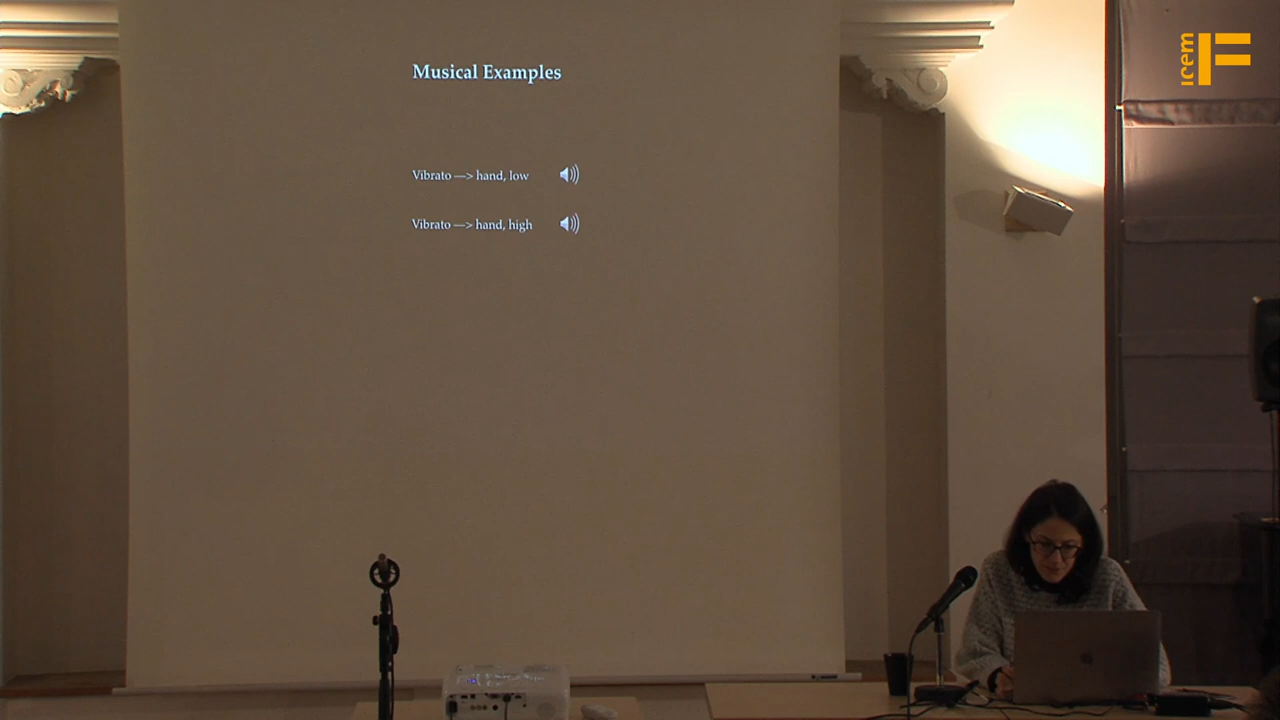 Musical Examples
Vibrato —> hand, low
Vibrato —> hand, high
icem F